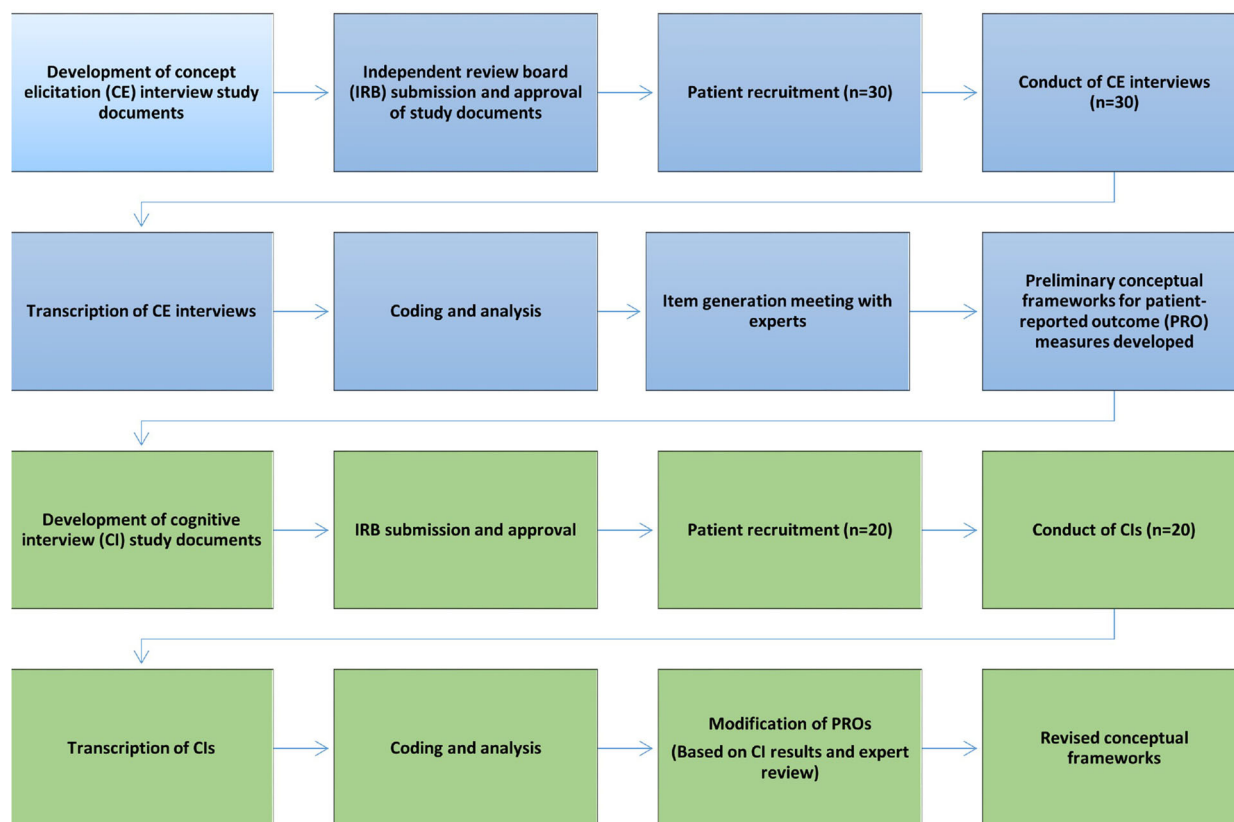 Development of concept
elicitation (CE) interview study
documents
Independent review board
(IRB) submission and approval
of study documents
Patient recruitment (n=30)
Conduct of CE interviews
(n=30)
Transcription of CE interviews
Coding and analysis
Item generation meeting with
experts
Preliminary conceptual
frameworks for patient-
reported outcome (PRO)
measures developed
Development of cognitive
interview (CI) study documents
IRB submission and approval
Patient recruitment (n=20)
Conduct of CIs (n=20)
Transcription of CIs
Coding and analysis
Modification of PROs
(Based on CI results and expert
review)
Revised conceptual
frameworks